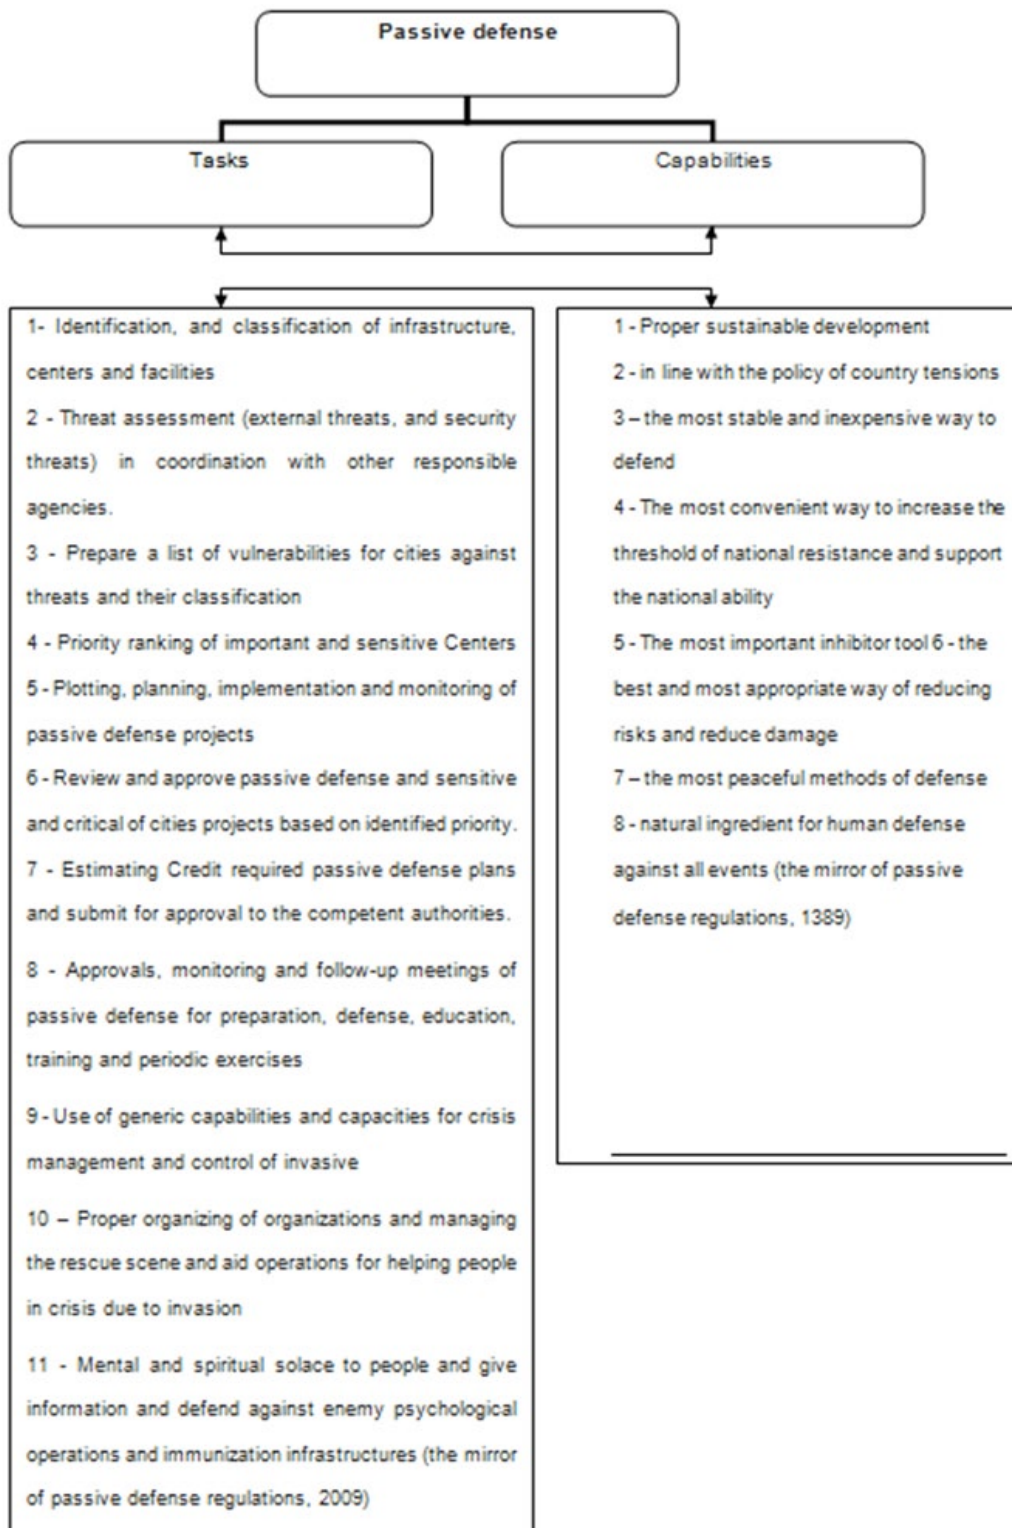 Passive defense
Tasks
Capabilities
1- Identification, and classification of infrastructure,
centers and facilities
2 - Threat assessment (external threats, and security
threats) in coordination with other responsible
agencies.
3 - Prepare a list of vulnerabilities for cities against
threats and their classification
4 - Priority ranking of important and sensitive Centers
5 - Plotting, planning, implementation and monitoring of
passive defense projects
6 - Review and approve passive defense and sensitive
and critical of cities projects based on identified priority.
7 - Estimating Credit required passive defense plans
and submit for approval to the competent authorities.
8 - Approvals, monitoring and follow-up meetings of
passive defense for preparation, defense, education,
training and periodic exercises
9 - Use of generic capabilities and capacities for crisis
management and control of invasive
10 – Proper organizing of organizations and managing
the rescue scene and aid operations for helping people
in crisis due to invasion
11 - Mental and spiritual solace to people and give
information and defend against enemy psychological
operations and immunization infrastructures (the mirror
of passive defense regulations, 2009)
1 - Proper sustainable development
2 - in line with the policy of country tensions
3 – the most stable and inexpensive way to
defend
4 - The most convenient way to increase the
threshold of national resistance and support
the national ability
5 - The most important inhibitor tool 6 - the
best and most appropriate way of reducing
risks and reduce damage
7 – the most peaceful methods of defense
8 - natural ingredient for human defense
against all events (the mirror of passive
defense regulations, 1389)